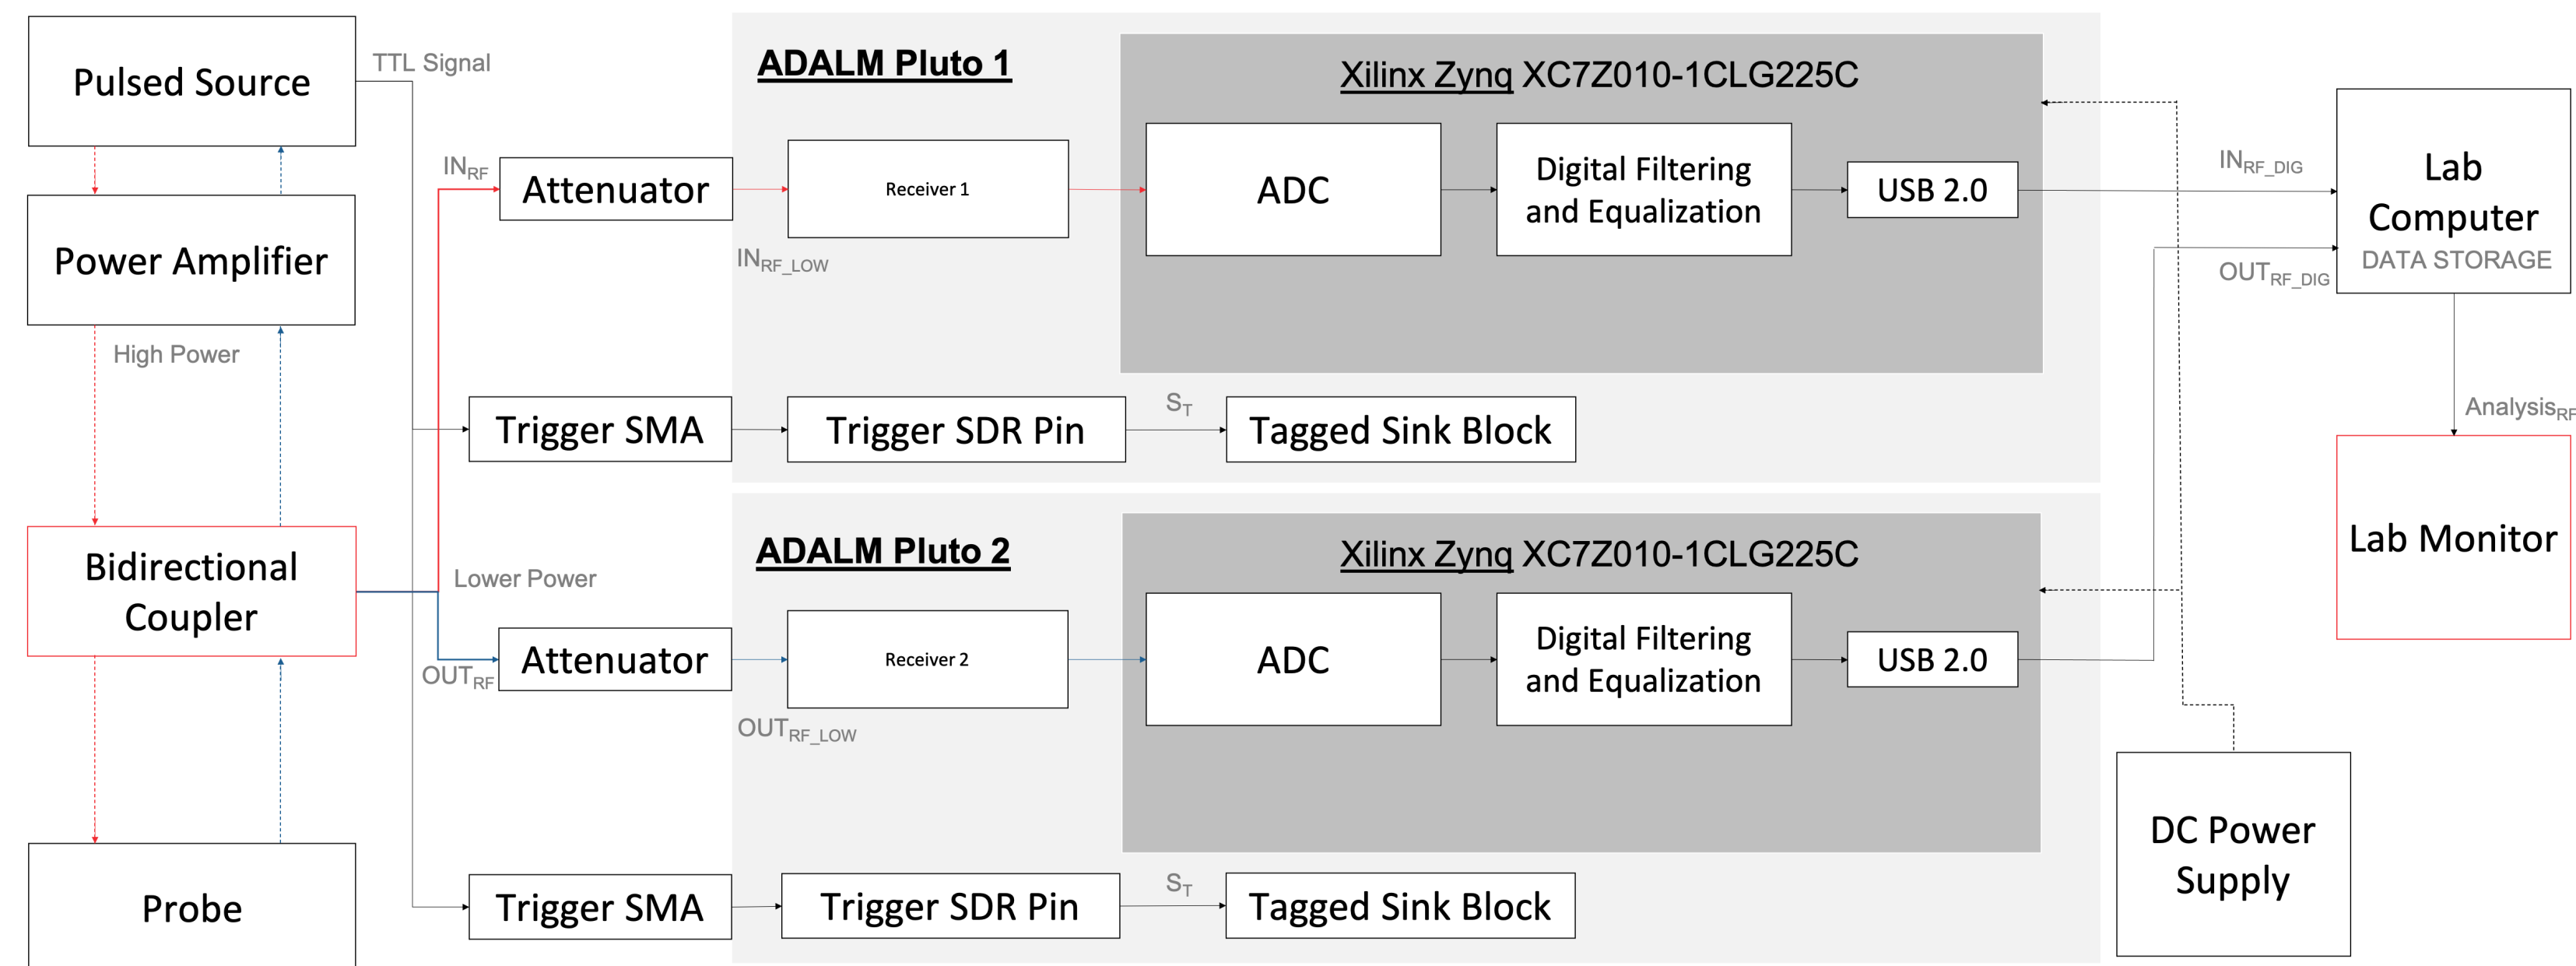 Pulsed Source
TTL Signal
Power Amplifier
High Power
Bidirectional
Coupler
Lower Power
Probe
IN_RF
Attenuator
IN_RF_LOW
Trigger SMA
OUT_RF
Attenuator
OUT_RF_LOW
Trigger SMA
ADALM Pluto 1
Xilinx Zynq XC7Z010-1CLG225C
Receiver 1
ADC
Digital Filtering
and Equalization
USB 2.0
Trigger SDR Pin
S_T
Tagged Sink Block
ADALM Pluto 2
Xilinx Zynq XC7Z010-1CLG225C
Receiver 2
ADC
Digital Filtering
and Equalization
USB 2.0
Trigger SDR Pin
S_T
Tagged Sink Block
IN_RF_DIG
OUT_RF_DIG
Lab
Computer
DATA STORAGE
Analysis_RF
Lab Monitor
DC Power
Supply